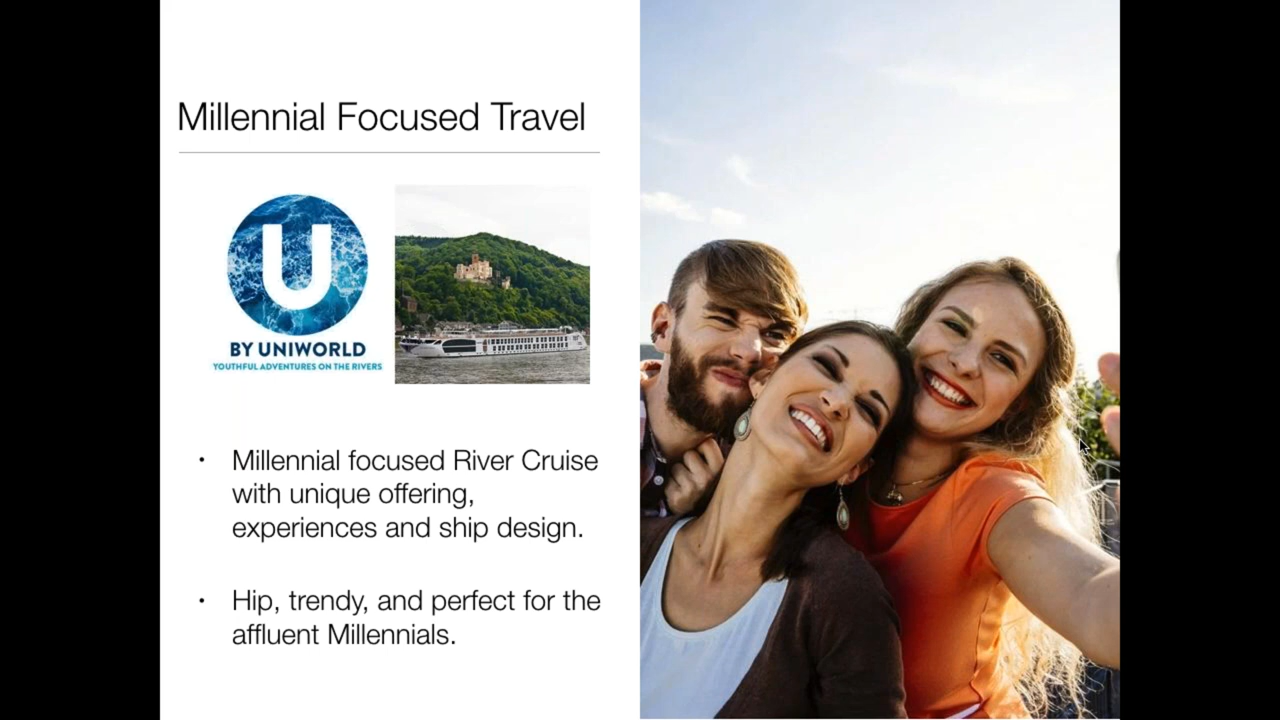 Millennial Focused Travel
U
BY UNIWORLD
YOUTHFUL ADVENTURES ON THE RIVERS
• Millennial focused River Cruise
with unique offering,
experiences and ship design.
• Hip, trendy, and perfect for the
affluent Millennials.